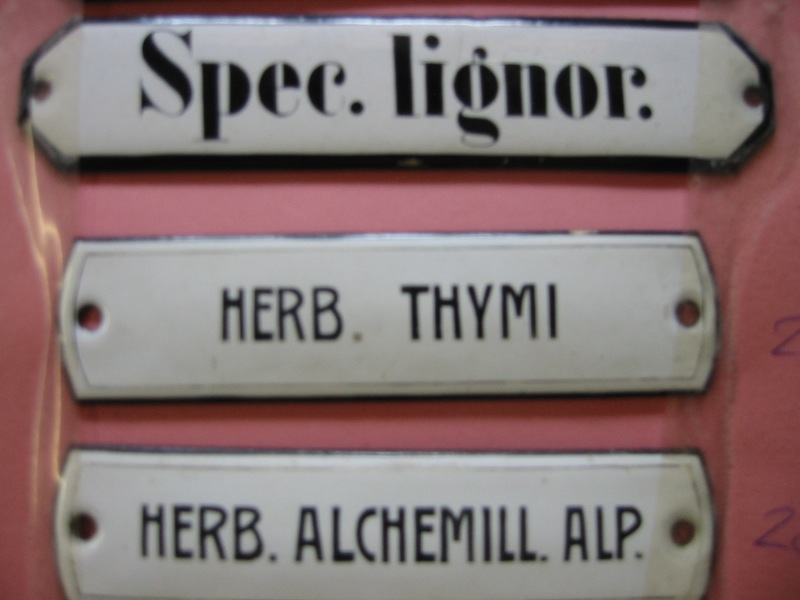 Spec. lignor.
HERB. THYMI
HERB. ALCHEMILL. ALP.